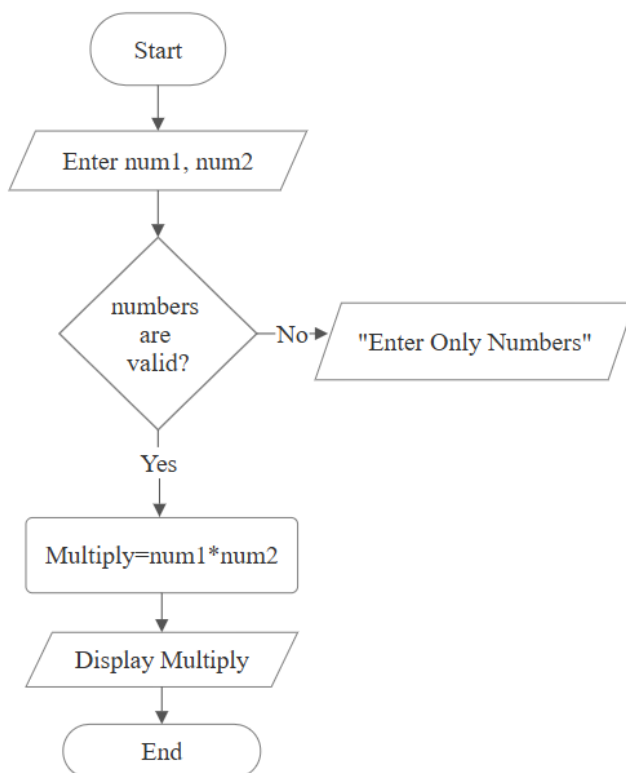 Start
Enter num1, num2
numbers
are
valid?
No
"Enter Only Numbers"
Yes
Multiply=num1*num2
Display Multiply
End